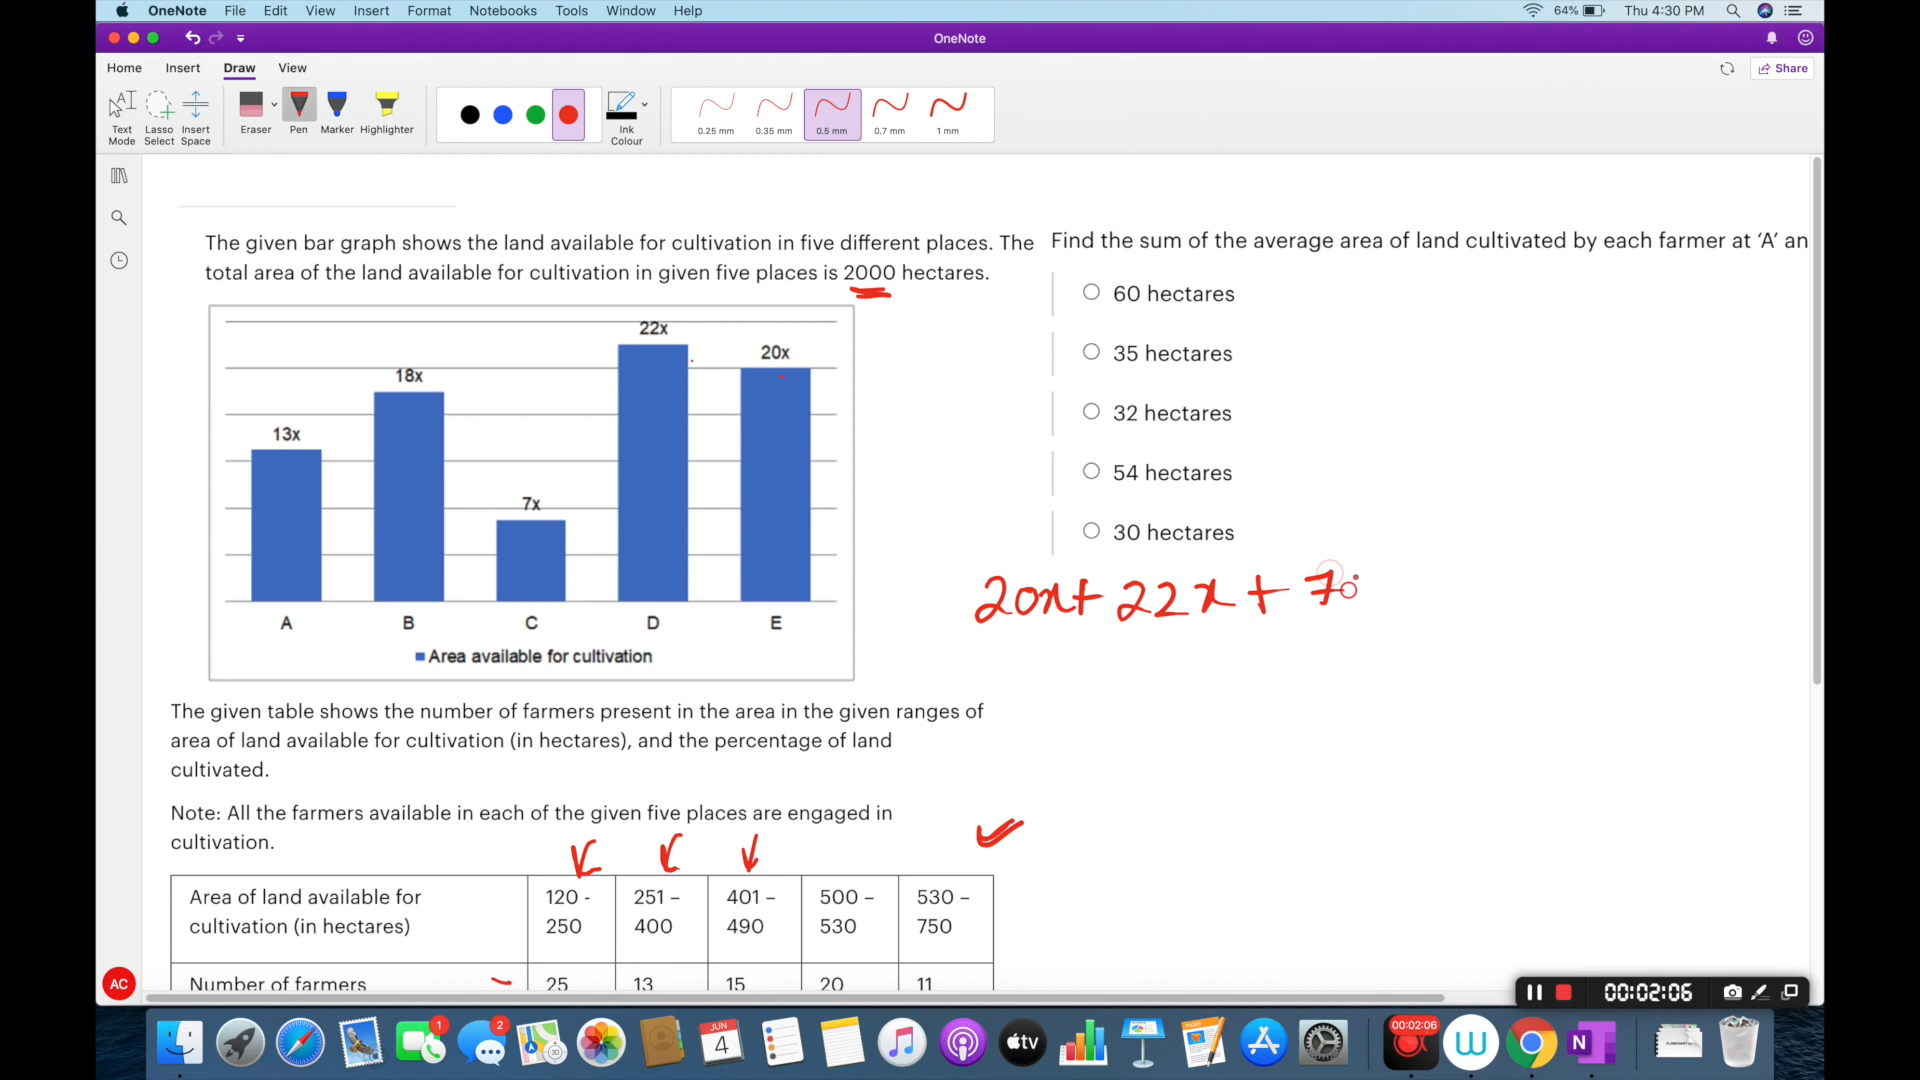 OneNote File Edit View Insert Format Notebooks Tools Window Help 64% Thu 4:30 PM
OneNote
Home Insert Draw View Share
Text Mode Lasso Select Insert Space Eraser Pen Marker Highlighter Ink Colour 0.25 mm 0.35 mm 0.5 mm 0.7 mm 1 mm
The given bar graph shows the land available for cultivation in five different places. The
total area of the land available for cultivation in given five places is 2000 hectares.
22x
20x
18x
13x
7x
A B C D E
Area available for cultivation
The given table shows the number of farmers present in the area in the given ranges of
area of land available for cultivation (in hectares), and the percentage of land
cultivated.
Note: All the farmers available in each of the given five places are engaged in
cultivation.
Area of land available for cultivation (in hectares) 120 - 250 251 – 400 401 – 490 500 – 530 530 – 750
Number of farmers 25 13 15 20 11
Find the sum of the average area of land cultivated by each farmer at ‘A’ an
60 hectares
35 hectares
32 hectares
54 hectares
30 hectares
20x+ 22x + 7
AC
00:02:06
1 2 JUN 4 tv 00:02:06 W N